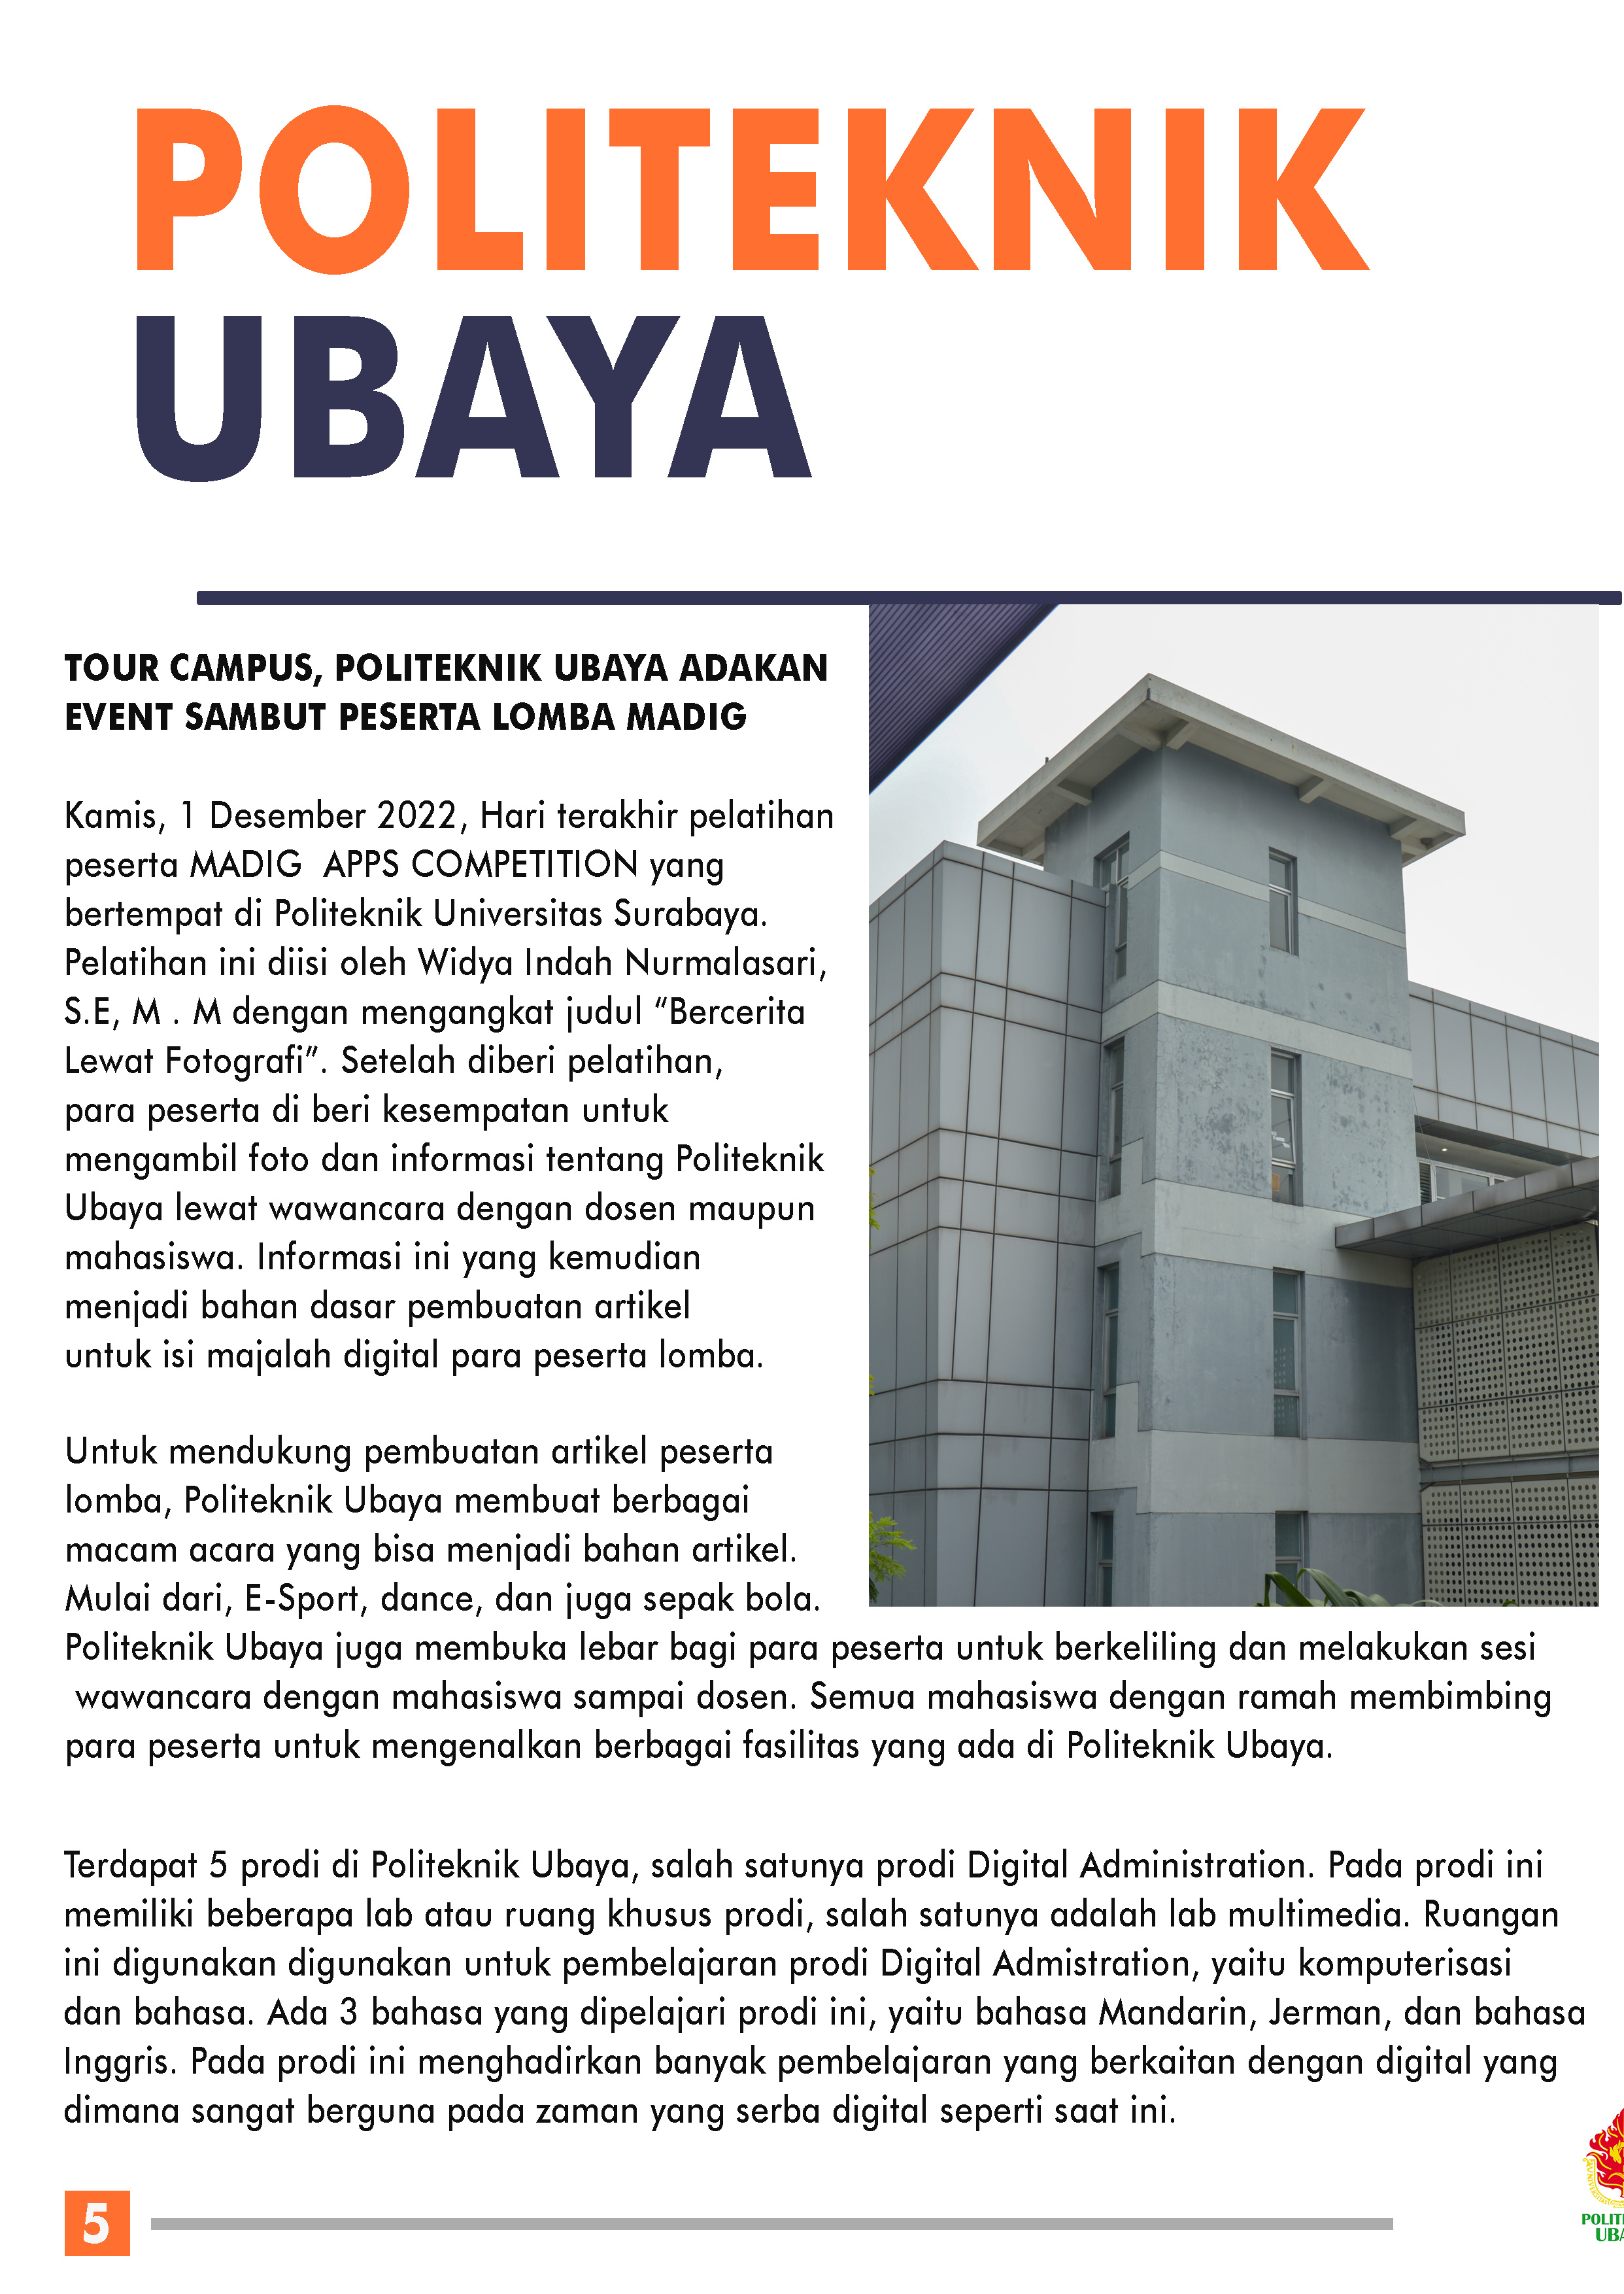 POLITEKNIK
UBAYA
TOUR CAMPUS, POLITEKNIK UBAYA ADAKAN
EVENT SAMBUT PESERTA LOMBA MADIG
Kamis, 1 Desember 2022, Hari terakhir pelatihan
peserta MADIG  APPS COMPETITION yang
bertempat di Politeknik Universitas Surabaya.
Pelatihan ini diisi oleh Widya Indah Nurmalasari,
S.E, M . M dengan mengangkat judul “Bercerita
Lewat Fotografi”. Setelah diberi pelatihan,
para peserta di beri kesempatan untuk
mengambil foto dan informasi tentang Politeknik
Ubaya lewat wawancara dengan dosen maupun
mahasiswa. Informasi ini yang kemudian
menjadi bahan dasar pembuatan artikel
untuk isi majalah digital para peserta lomba.
Untuk mendukung pembuatan artikel peserta
lomba, Politeknik Ubaya membuat berbagai
macam acara yang bisa menjadi bahan artikel.
Mulai dari, E-Sport, dance, dan juga sepak bola.
Politeknik Ubaya juga membuka lebar bagi para peserta untuk berkeliling dan melakukan sesi
wawancara dengan mahasiswa sampai dosen. Semua mahasiswa dengan ramah membimbing
para peserta untuk mengenalkan berbagai fasilitas yang ada di Politeknik Ubaya.
Terdapat 5 prodi di Politeknik Ubaya, salah satunya prodi Digital Administration. Pada prodi ini
memiliki beberapa lab atau ruang khusus prodi, salah satunya adalah lab multimedia. Ruangan
ini digunakan digunakan untuk pembelajaran prodi Digital Admistration, yaitu komputerisasi
dan bahasa. Ada 3 bahasa yang dipelajari prodi ini, yaitu bahasa Mandarin, Jerman, dan bahasa
Inggris. Pada prodi ini menghadirkan banyak pembelajaran yang berkaitan dengan digital yang
dimana sangat berguna pada zaman yang serba digital seperti saat ini.
5